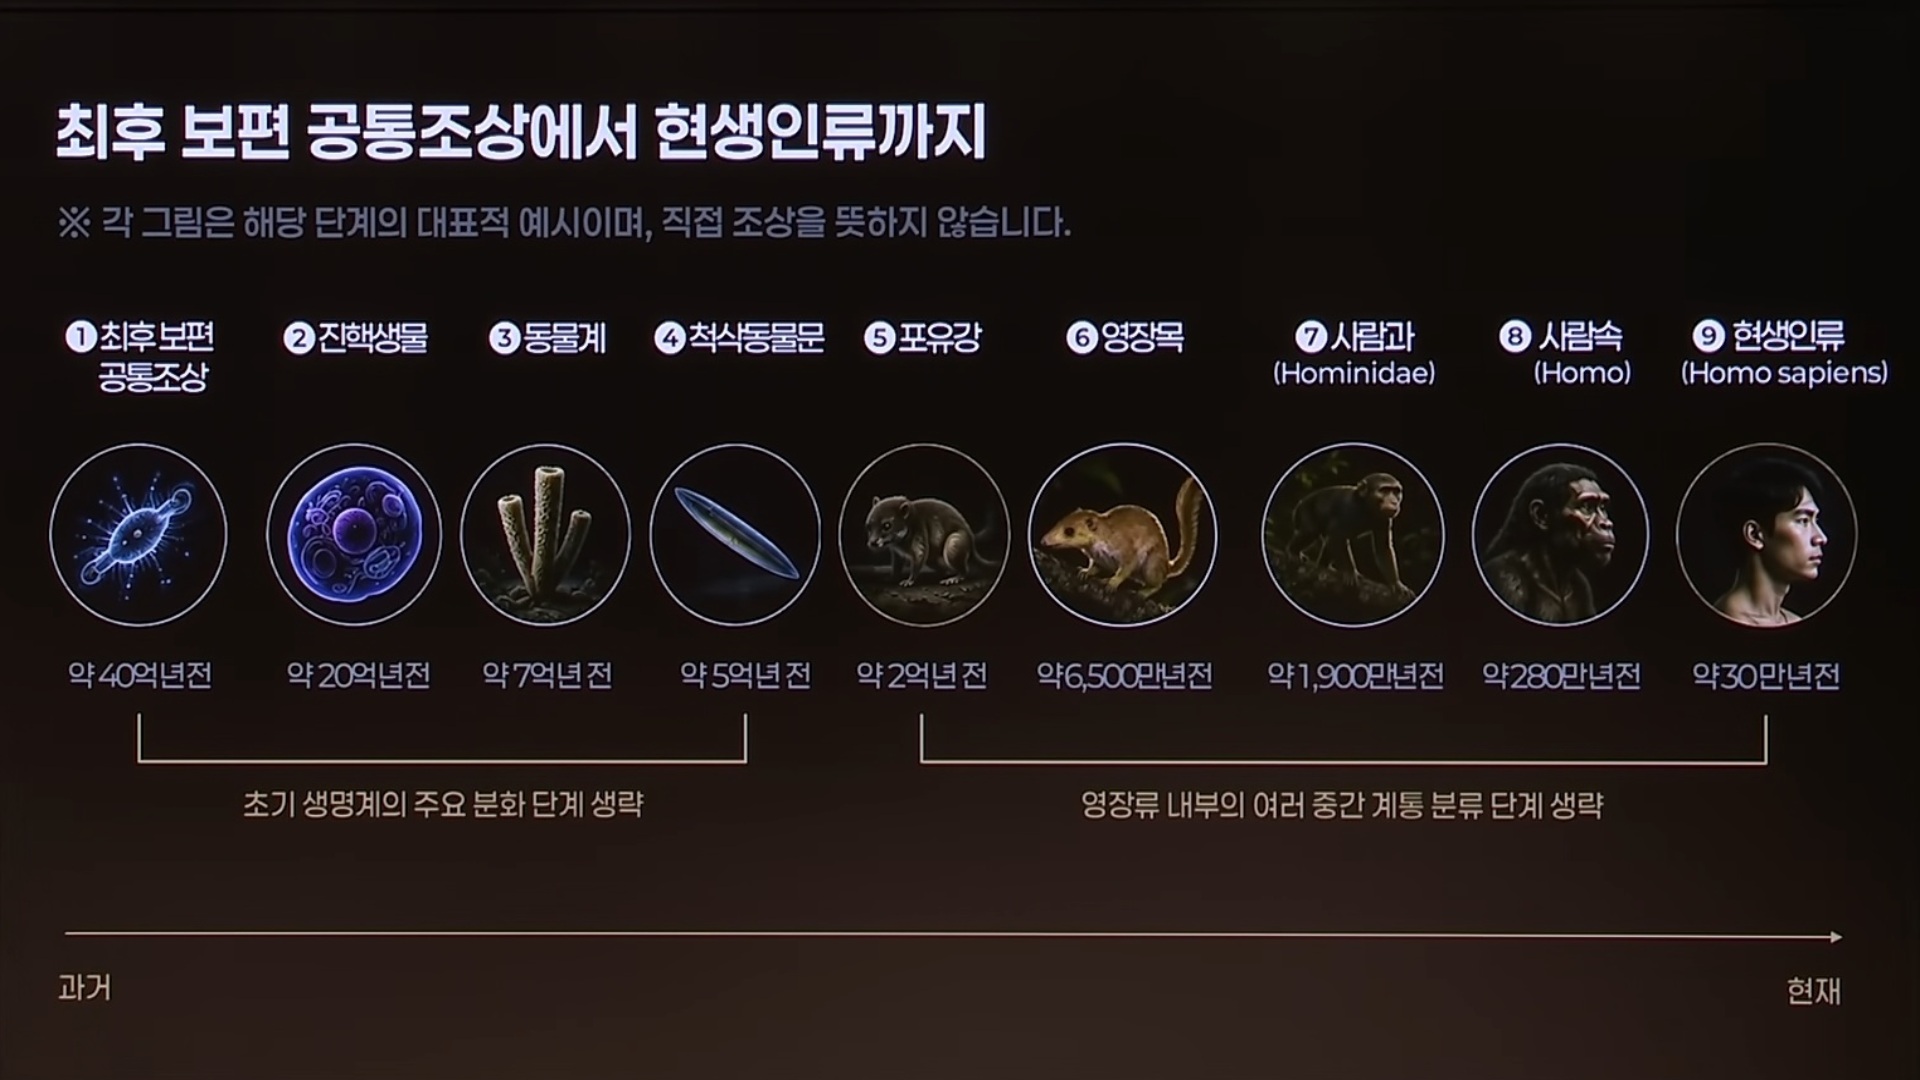 최후 보편 공통조상에서 현생인류까지
※ 각 그림은 해당 단계의 대표적 예시이며, 직접 조상을 뜻하지 않습니다.
1 최후 보편
공통조상
2 진핵생물
3 동물계
4 척삭동물문
5 포유강
6 영장목
7 사람과
(Hominidae)
8 사람속
(Homo)
9 현생인류
(Homo sapiens)
약 40억년 전
약 20억년 전
약 7억년 전
약 5억년 전
약 2억년 전
약 6,500만년 전
약 1,900만년 전
약 280만년 전
약 30만년 전
초기 생명계의 주요 분화 단계 생략
영장류 내부의 여러 중간 계통 분류 단계 생략
과거
현재